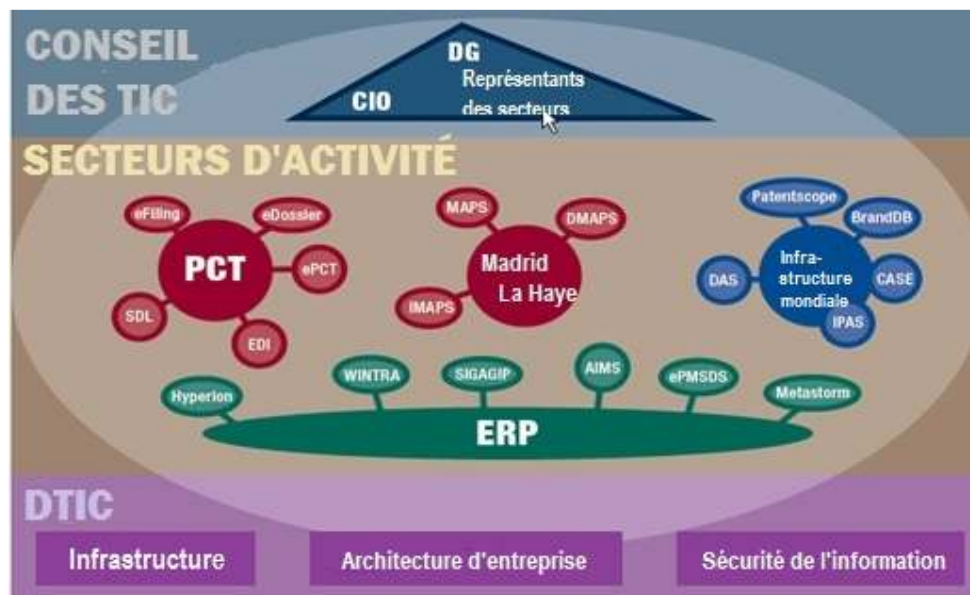 CONSEIL
DES TIC
DG
Représentants
CIO
des secteurs
SECTEURS D'ACTIVITÉ
eFiling
eDossier
PCT
ePCT
SDL
EDI
MAPS
DMAPS
Madrid
La Haye
IMAPS
Patentscope
BrandDB
Infra-
structure
mondiale
DAS
CASE
IPAS
Hyperion
WINTRA
SIGAGIP
AIMS
ePMSDS
Metastorm
ERP
DTIC
Infrastructure
Architecture d'entreprise
Sécurité de l'information